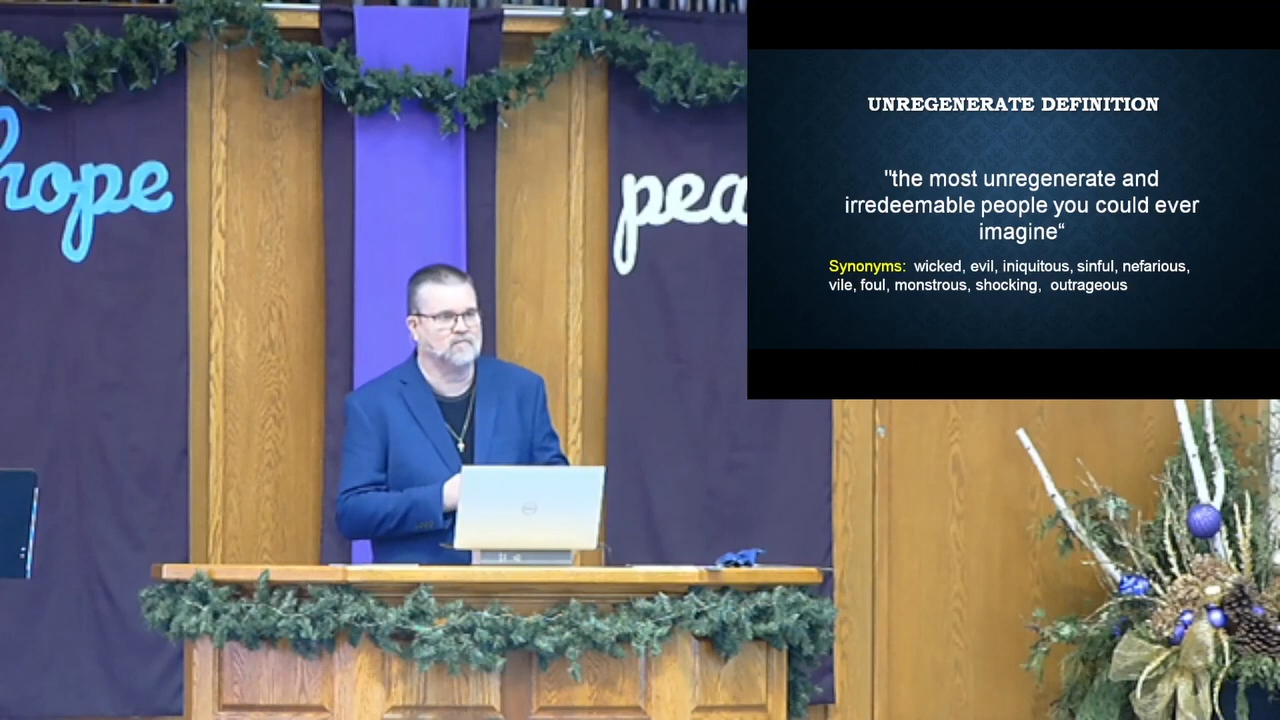 hope
pea
UNREGENERATE DEFINITION
"the most unregenerate and
irredeemable people you could ever
imagine“
Synonyms:  wicked, evil, iniquitous, sinful, nefarious,
vile, foul, monstrous, shocking,  outrageous
DELL